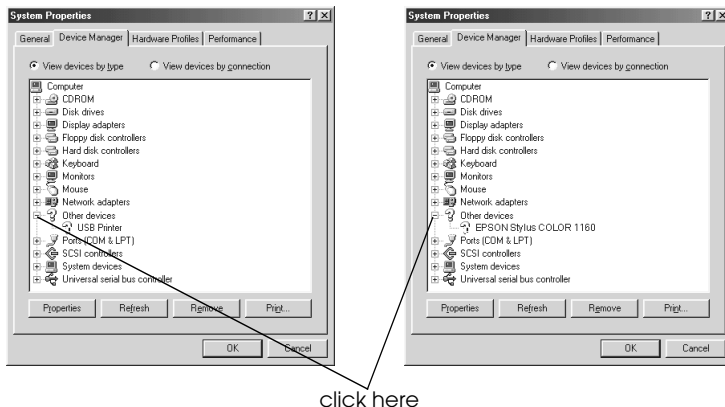 System Properties
General Device Manager Hardware Profiles Performance
View devices by type View devices by connection
Computer
CDROM
Disk drives
Display adapters
Floppy disk controllers
Hard disk controllers
Keyboard
Monitors
Mouse
Network adapters
Other devices
USB Printer
Ports (COM & LPT)
SCSI controllers
System devices
Universal serial bus controller
Properties Refresh Remove Print...
OK Cancel
System Properties
General Device Manager Hardware Profiles Performance
View devices by type View devices by connection
Computer
CDROM
Disk drives
Display adapters
Floppy disk controllers
Hard disk controllers
Keyboard
Monitors
Mouse
Network adapters
Other devices
EPSON Stylus COLOR 1160
Ports (COM & LPT)
SCSI controllers
System devices
Universal serial bus controller
Properties Refresh Remove Print...
OK Cancel
click here